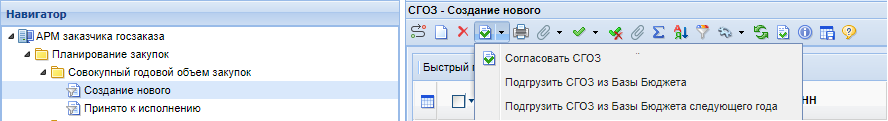 Навигатор
АРМ заказчика госзаказа
Планирование закупок
Совокупный годовой объем закупок
Создание нового
Принято к исполнению
СГОЗ - Создание нового
Согласовать СГОЗ
Подгрузить СГОЗ из Базы Бюджета
Подгрузить СГОЗ из Базы Бюджета следующего года
Быстрый
НН